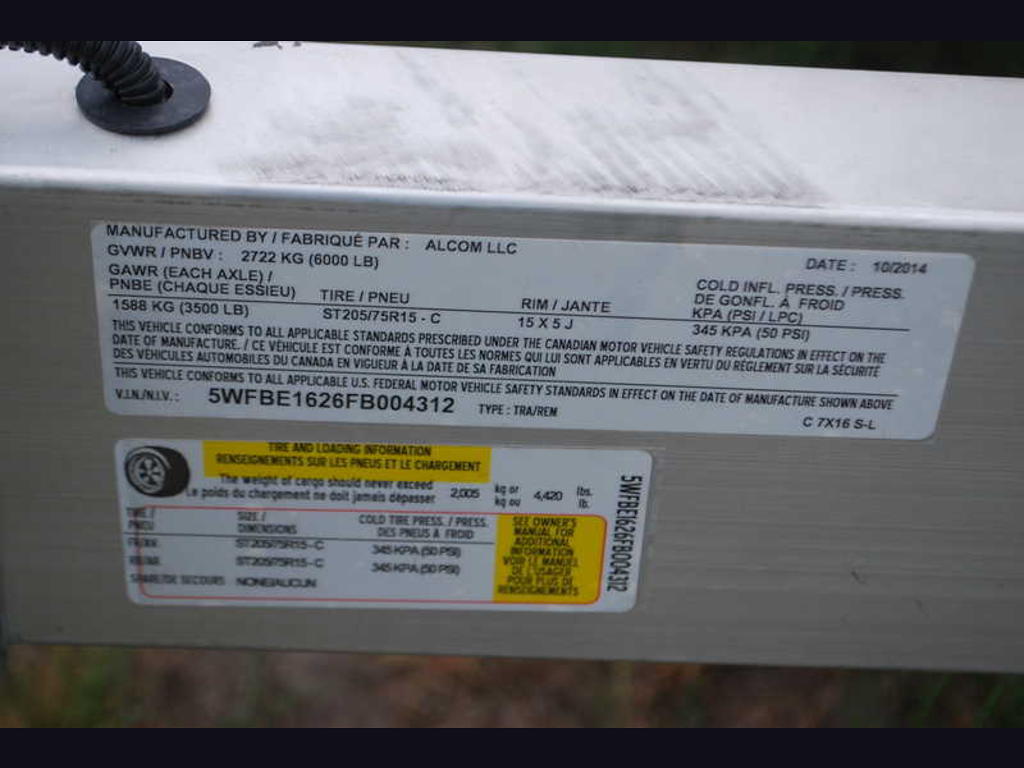 MANUFACTURED BY / FABRIQUÉ PAR : ALCOM LLC
DATE : 10/2014
GVWR / PNBV : 2722 KG (6000 LB)
GAWR (EACH AXLE) /
PNBE (CHAQUE ESSIEU) TIRE / PNEU RIM / JANTE COLD INFL. PRESS. / PRESS.
DE GONFL. À FROID
KPA (PSI / LPC)
1588 KG (3500 LB) ST205/75R15 - C 15 X 5 J 345 KPA (50 PSI)
THIS VEHICLE CONFORMS TO ALL APPLICABLE STANDARDS PRESCRIBED UNDER THE CANADIAN MOTOR VEHICLE SAFETY REGULATIONS IN EFFECT ON THE
DATE OF MANUFACTURE. / CE VÉHICULE EST CONFORME À TOUTES LES NORMES QUI LUI SONT APPLICABLES EN VERTU DU RÈGLEMENT SUR LA SÉCURITÉ
DES VÉHICULES AUTOMOBILES DU CANADA EN VIGUEUR À LA DATE DE SA FABRICATION
THIS VEHICLE CONFORMS TO ALL APPLICABLE U.S. FEDERAL MOTOR VEHICLE SAFETY STANDARDS IN EFFECT ON THE DATE OF MANUFACTURE SHOWN ABOVE
V.I.N./N.I.V. : 5WFBE1626FB004312 TYPE : TRA/REM C 7X16 S-L
TIRE AND LOADING INFORMATION
RENSEIGNEMENTS SUR LES PNEUS ET LE CHARGEMENT
The weight of cargo should never exceed
Le poids du chargement ne doit jamais dépasser 2,005 kg or
kg ou 4,420 lbs.
lb.
TIRE /
PNEU SIZE /
DIMENSIONS COLD TIRE PRESS. / PRESS.
DES PNEUS À FROID
ST205/75R15 - C 345 KPA (50 PSI)
ST205/75R15 - C 345 KPA (50 PSI)
SPARE/DE SECOURS NONE/AUCUN
SEE OWNER'S
MANUAL FOR
ADDITIONAL
INFORMATION
VOIR LE MANUEL
DE L'USAGER
POUR PLUS DE
RENSEIGNEMENTS
5WFBE1626FB004312